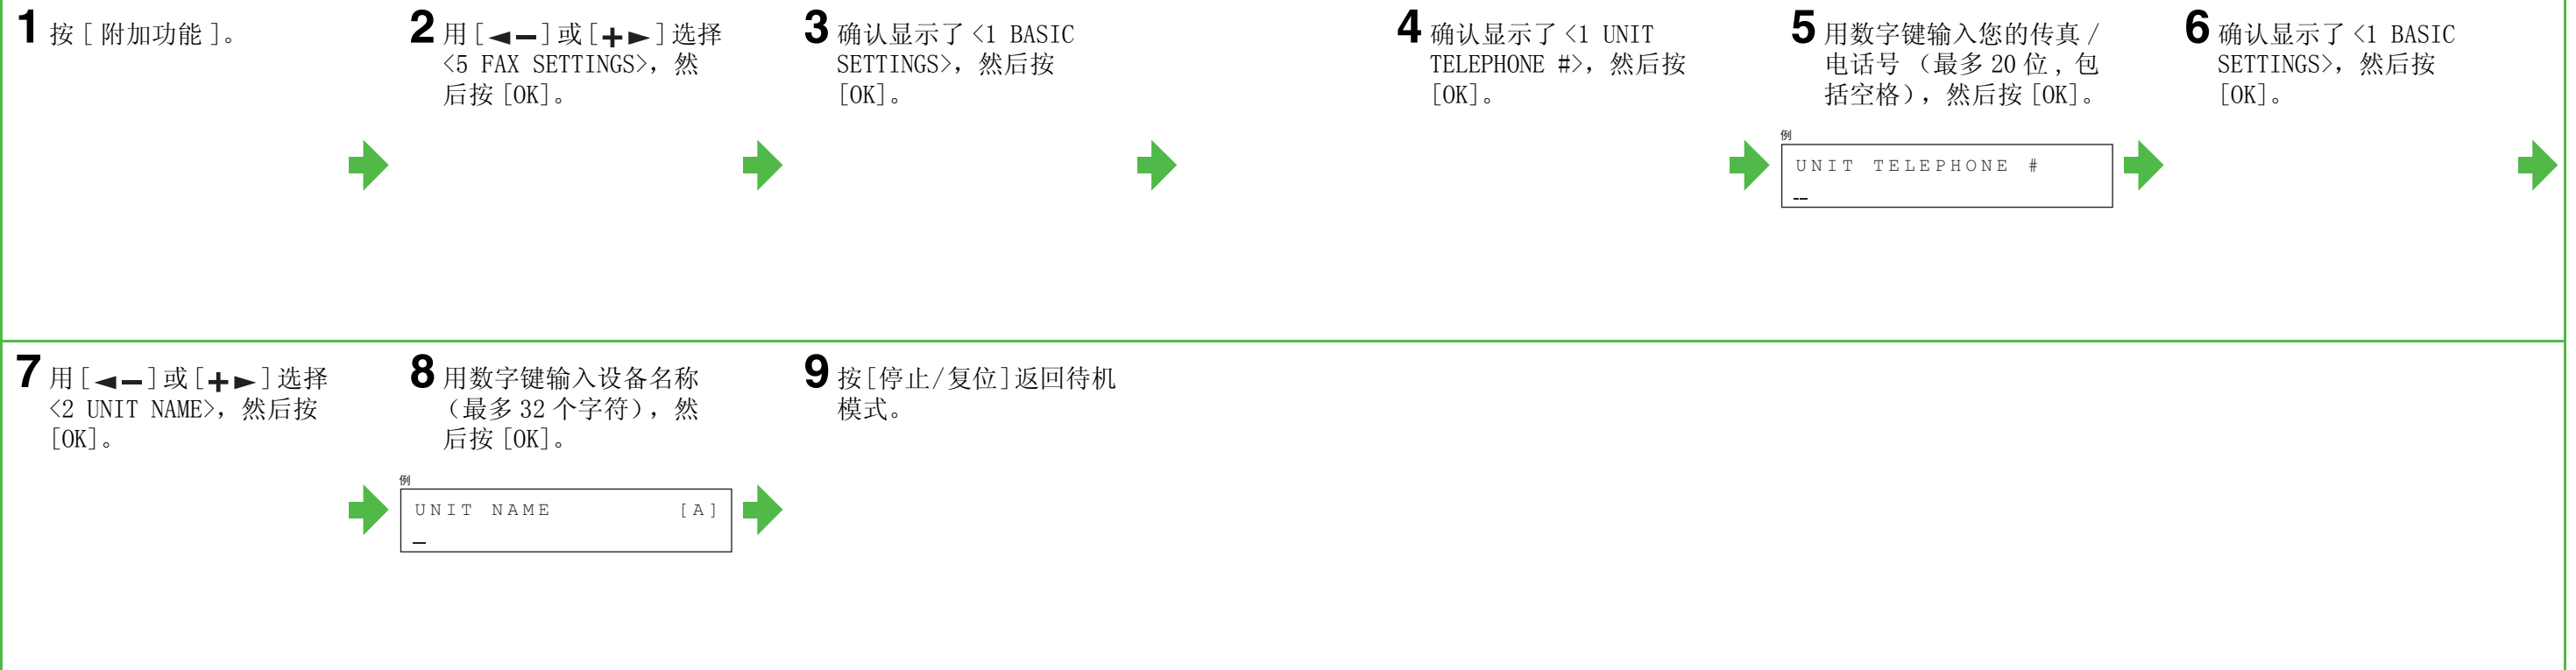 1 按 [ 附加功能 ]。
2 用 [ ◄− ] 或 [ +► ] 选择
<5 FAX SETTINGS>，然
后按 [OK]。
3 确认显示了 <1 BASIC
SETTINGS>，然后按
[OK]。
4 确认显示了 <1 UNIT
TELEPHONE #>，然后按
[OK]。
5 用数字键输入您的传真 /
电话号 （最多 20 位 , 包
括空格），然后按 [OK]。
例
UNIT TELEPHONE #
6 确认显示了 <1 BASIC
SETTINGS>，然后按
[OK]。
7 用 [ ◄− ] 或 [ +► ] 选择
<2 UNIT NAME>，然后按
[OK]。
8 用数字键输入设备名称
（最多 32 个字符），然
后按 [OK]。
例
UNIT NAME [A]
9 按[停止/复位]返回待机
模式。